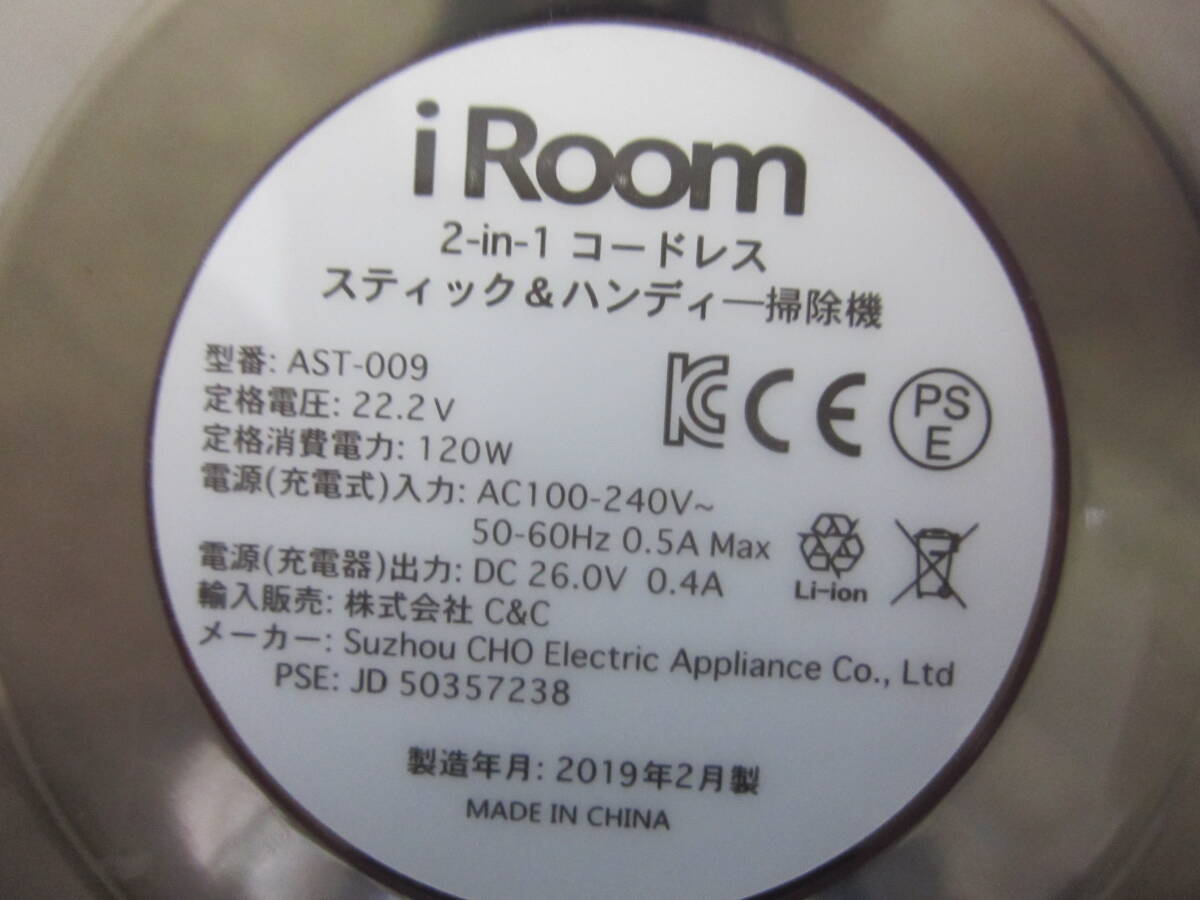 i Room
2-in-1 コードレス
スティック&ハンディー掃除機
型番: AST-009
定格電圧: 22.2V
定格消費電力: 120W
電源(充電式)入力: AC100-240V~
50-60Hz 0.5A Max
電源(充電器)出力: DC 26.0V 0.4A
輸入販売: 株式会社 C&C
メーカー: Suzhou CHO Electric Appliance Co., Ltd
PSE: JD 50357238
KC CE PS
E
Li-ion
製造年月: 2019年2月製
MADE IN CHINA